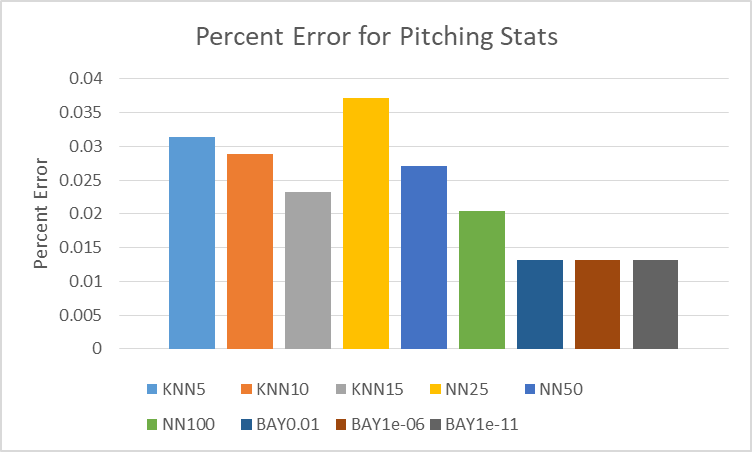 Percent Error for Pitching Stats
Percent Error
0.04
0.035
0.03
0.025
0.02
0.015
0.01
0.005
0
KNN5 KNN10 KNN15 NN25 NN50
NN100 BAY0.01 BAY1e-06 BAY1e-11